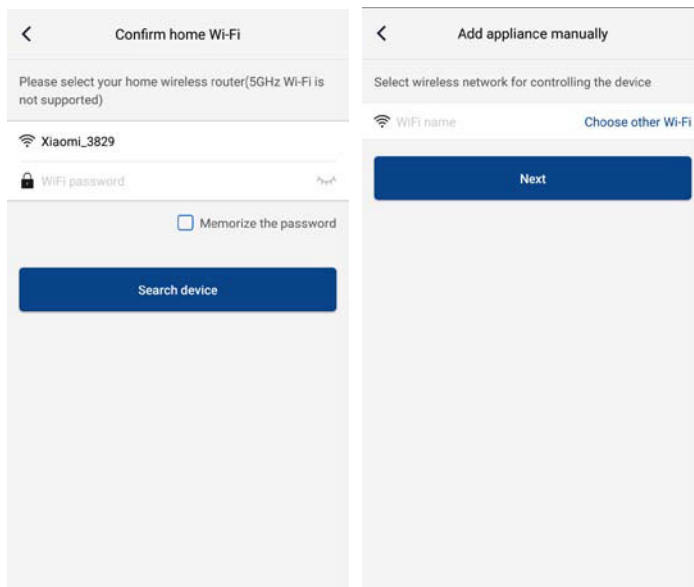 Confirm home Wi-Fi
Please select your home wireless router(5GHz Wi-Fi is
not supported)
Xiaomi_3829
WiFi password
Memorize the password
Search device
Add appliance manually
Select wireless network for controlling the device
WiFi name
Choose other Wi-Fi
Next